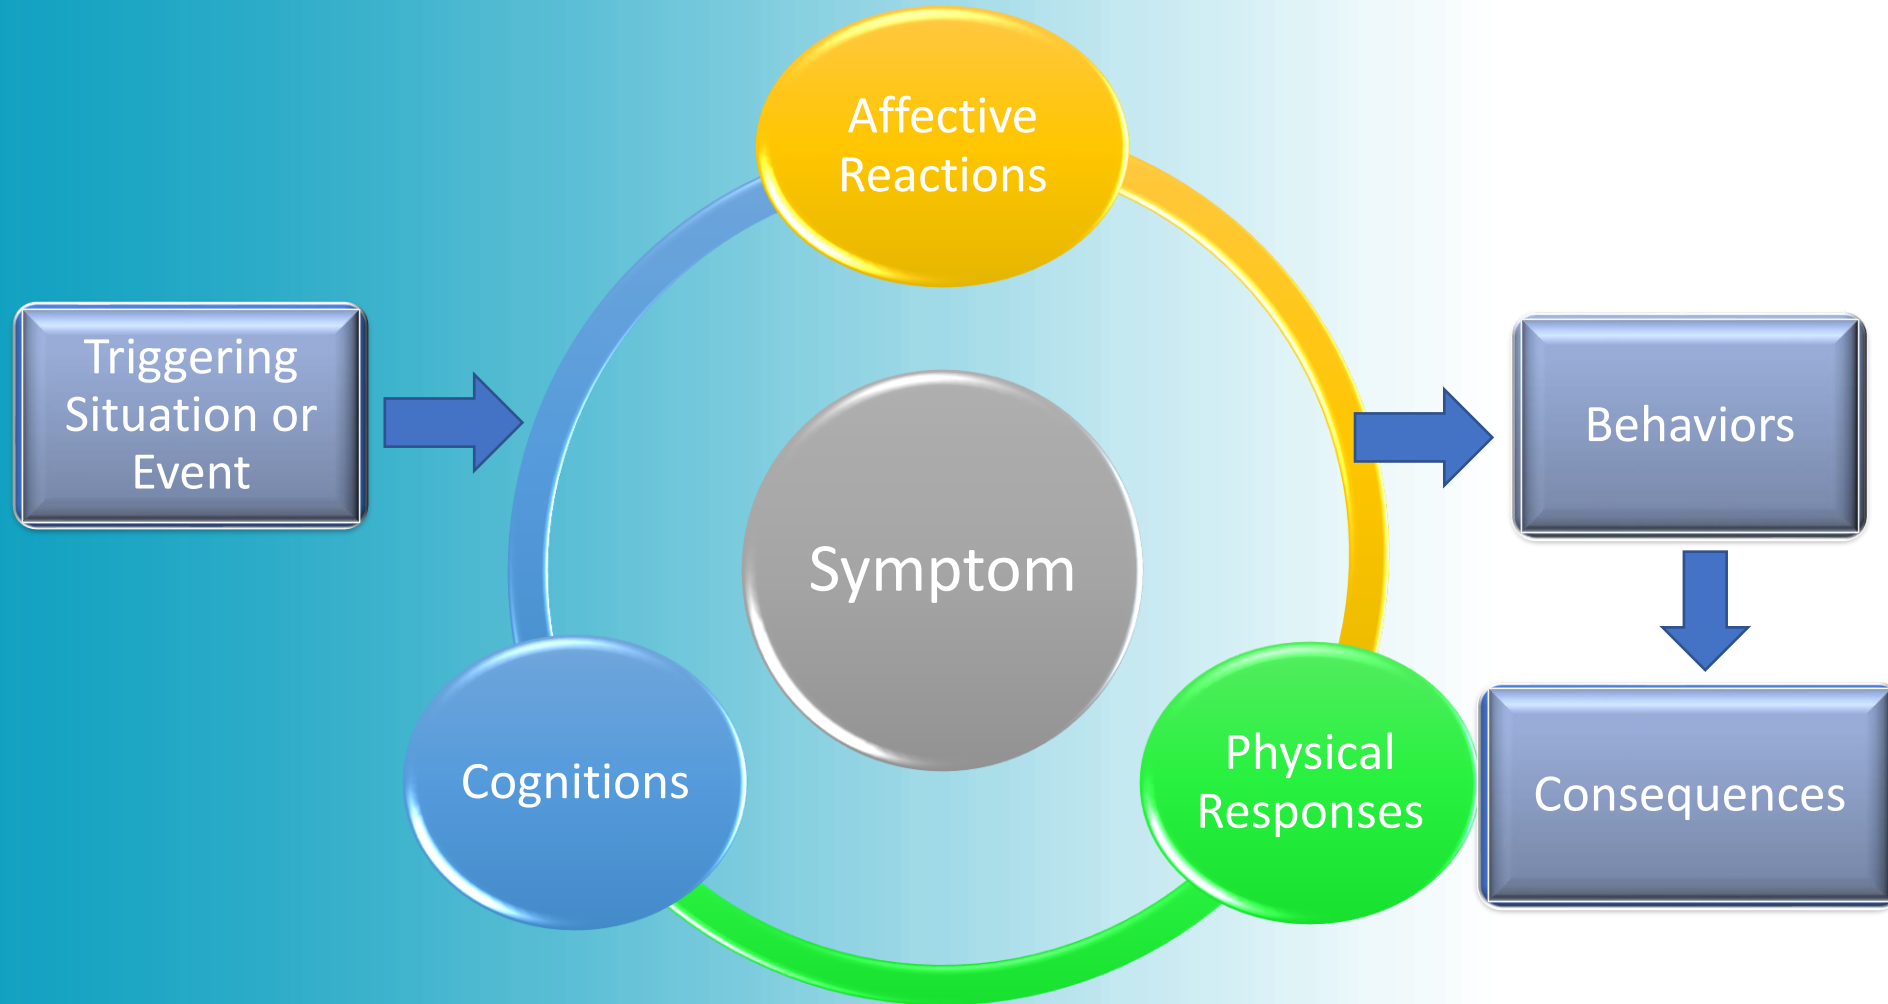 Affective
Reactions
Triggering
Situation or
Event
Behaviors
Symptom
Cognitions
Physical
Responses
Consequences